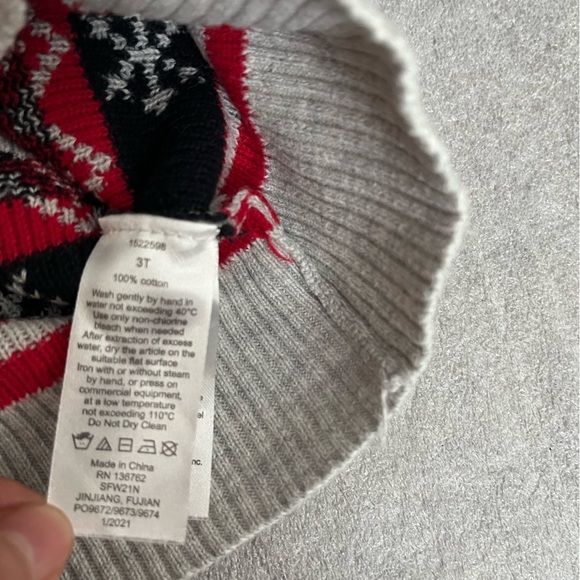 1522598
3T
100% cotton
Wash gently by hand in
water not exceeding 40°C
Use only non-chlorine
bleach when needed
After extraction of excess
water, dry the article on the
suitable flat surface
Iron with or without steam
by hand, or press on
commercial equipment,
at a low temperature
not exceeding 110°C
Do Not Dry Clean
Made in China
RN 136762
SFW21N
JINJIANG, FUJIAN
PO9672/9673/9674
1/2021
nc.